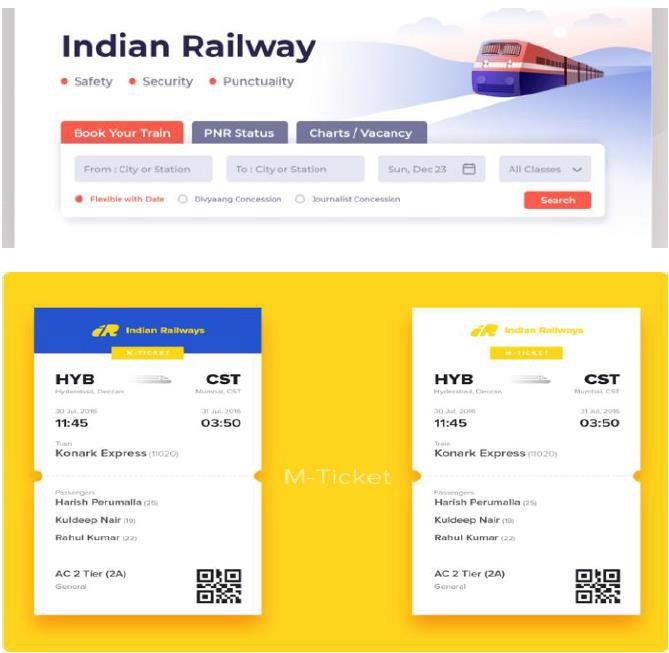 Indian Railway
Safety Security Punctuality
Book Your Train PNR Status Charts / Vacancy
From : City or Station To : City or Station Sun, Dec 23 All Classes
Flexible with Date Divyaang Concession Journalist Concession Search
iR Indian Railways
M-TICKET
HYB CST
Hyderabad, Deccan Mumbai, CST
30 Jul, 2016 31 Jul, 2016
11:45 03:50
Train
Konark Express (11020)
Passengers
Harish Perumalla (25)
Kuldeep Nair (19)
Rahul Kumar (22)
AC 2 Tier (2A)
General
M-Ticket
iR Indian Railways
M-TICKET
HYB CST
Hyderabad, Deccan Mumbai, CST
30 Jul, 2016 31 Jul, 2016
11:45 03:50
Train
Konark Express (11020)
Passengers
Harish Perumalla (25)
Kuldeep Nair (19)
Rahul Kumar (22)
AC 2 Tier (2A)
General